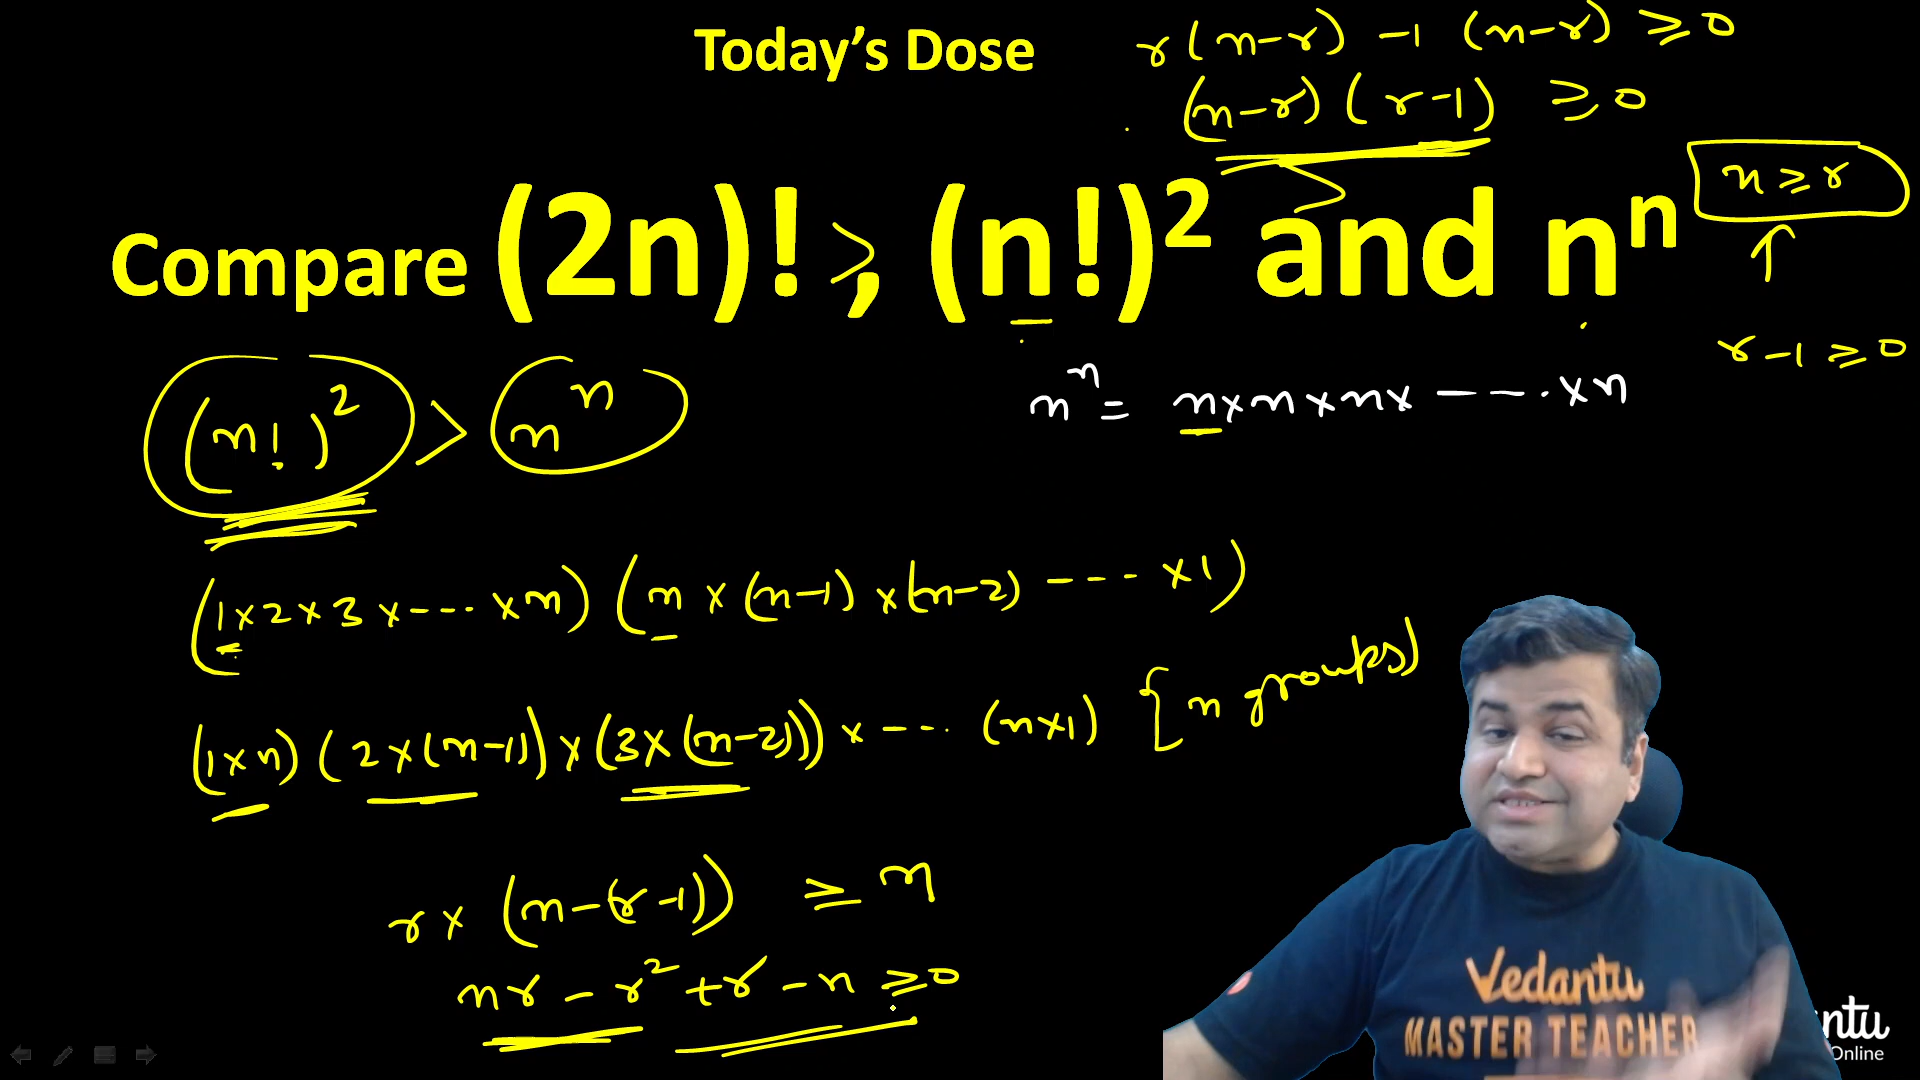 Today's Dose
r(n-r) -1 (n-r) ≥ 0
(n-r) (r-1) ≥ 0
n ≥ r
Compare (2n)! >, (n!)² > and nⁿ
r-1 ≥ 0
(n!)² > nⁿ
nⁿ = n×n×n× ----·×n
(1×2×3×---- ×n) (n × (n-1) ×(n-2) ---- ×1)
(1×n) (2×(n-1)) × (3×(n-2)) × ---- (n×1) {n groups}
r× (n-(r-1)) ≥ n
nr - r² +r -n ≥ 0
Vedantu
MASTER TEACHER
ntu
Online